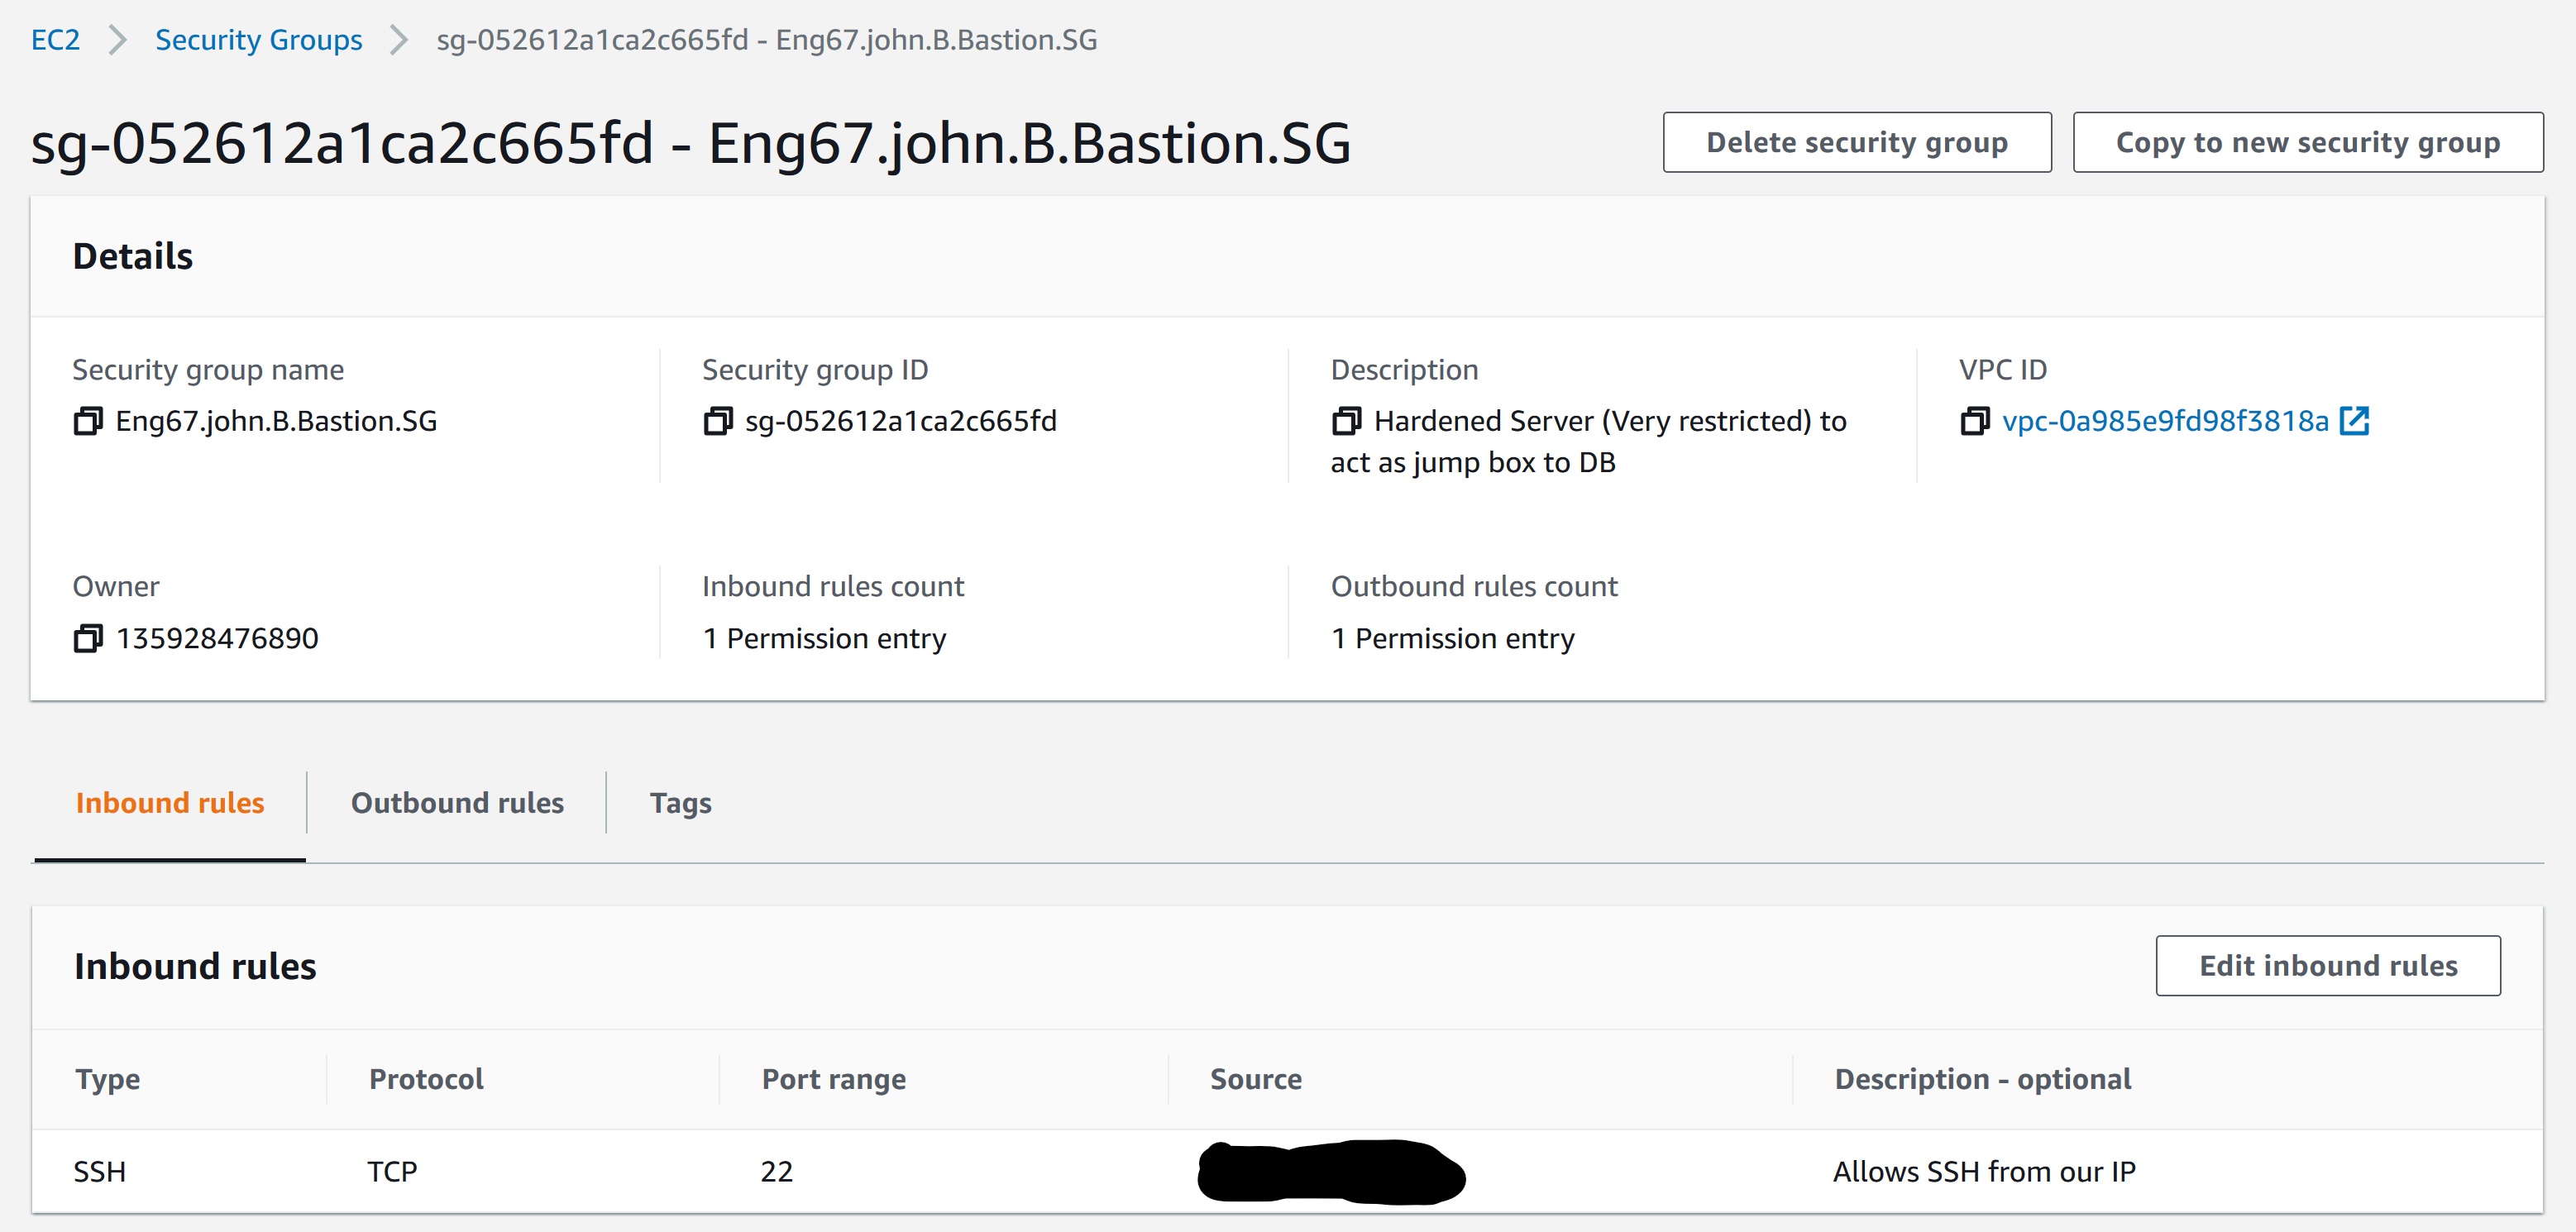 EC2 > Security Groups > sg-052612a1ca2c665fd - Eng67.john.B.Bastion.SG
sg-052612a1ca2c665fd - Eng67.john.B.Bastion.SG
Delete security group
Copy to new security group
Details
Security group name
Eng67.john.B.Bastion.SG
Security group ID
sg-052612a1ca2c665fd
Description
Hardened Server (Very restricted) to
act as jump box to DB
VPC ID
vpc-0a985e9fd98f3818a
Owner
135928476890
Inbound rules count
1 Permission entry
Outbound rules count
1 Permission entry
Inbound rules
Outbound rules
Tags
Inbound rules
Edit inbound rules
Type Protocol Port range Source Description - optional
SSH TCP 22 Allows SSH from our IP